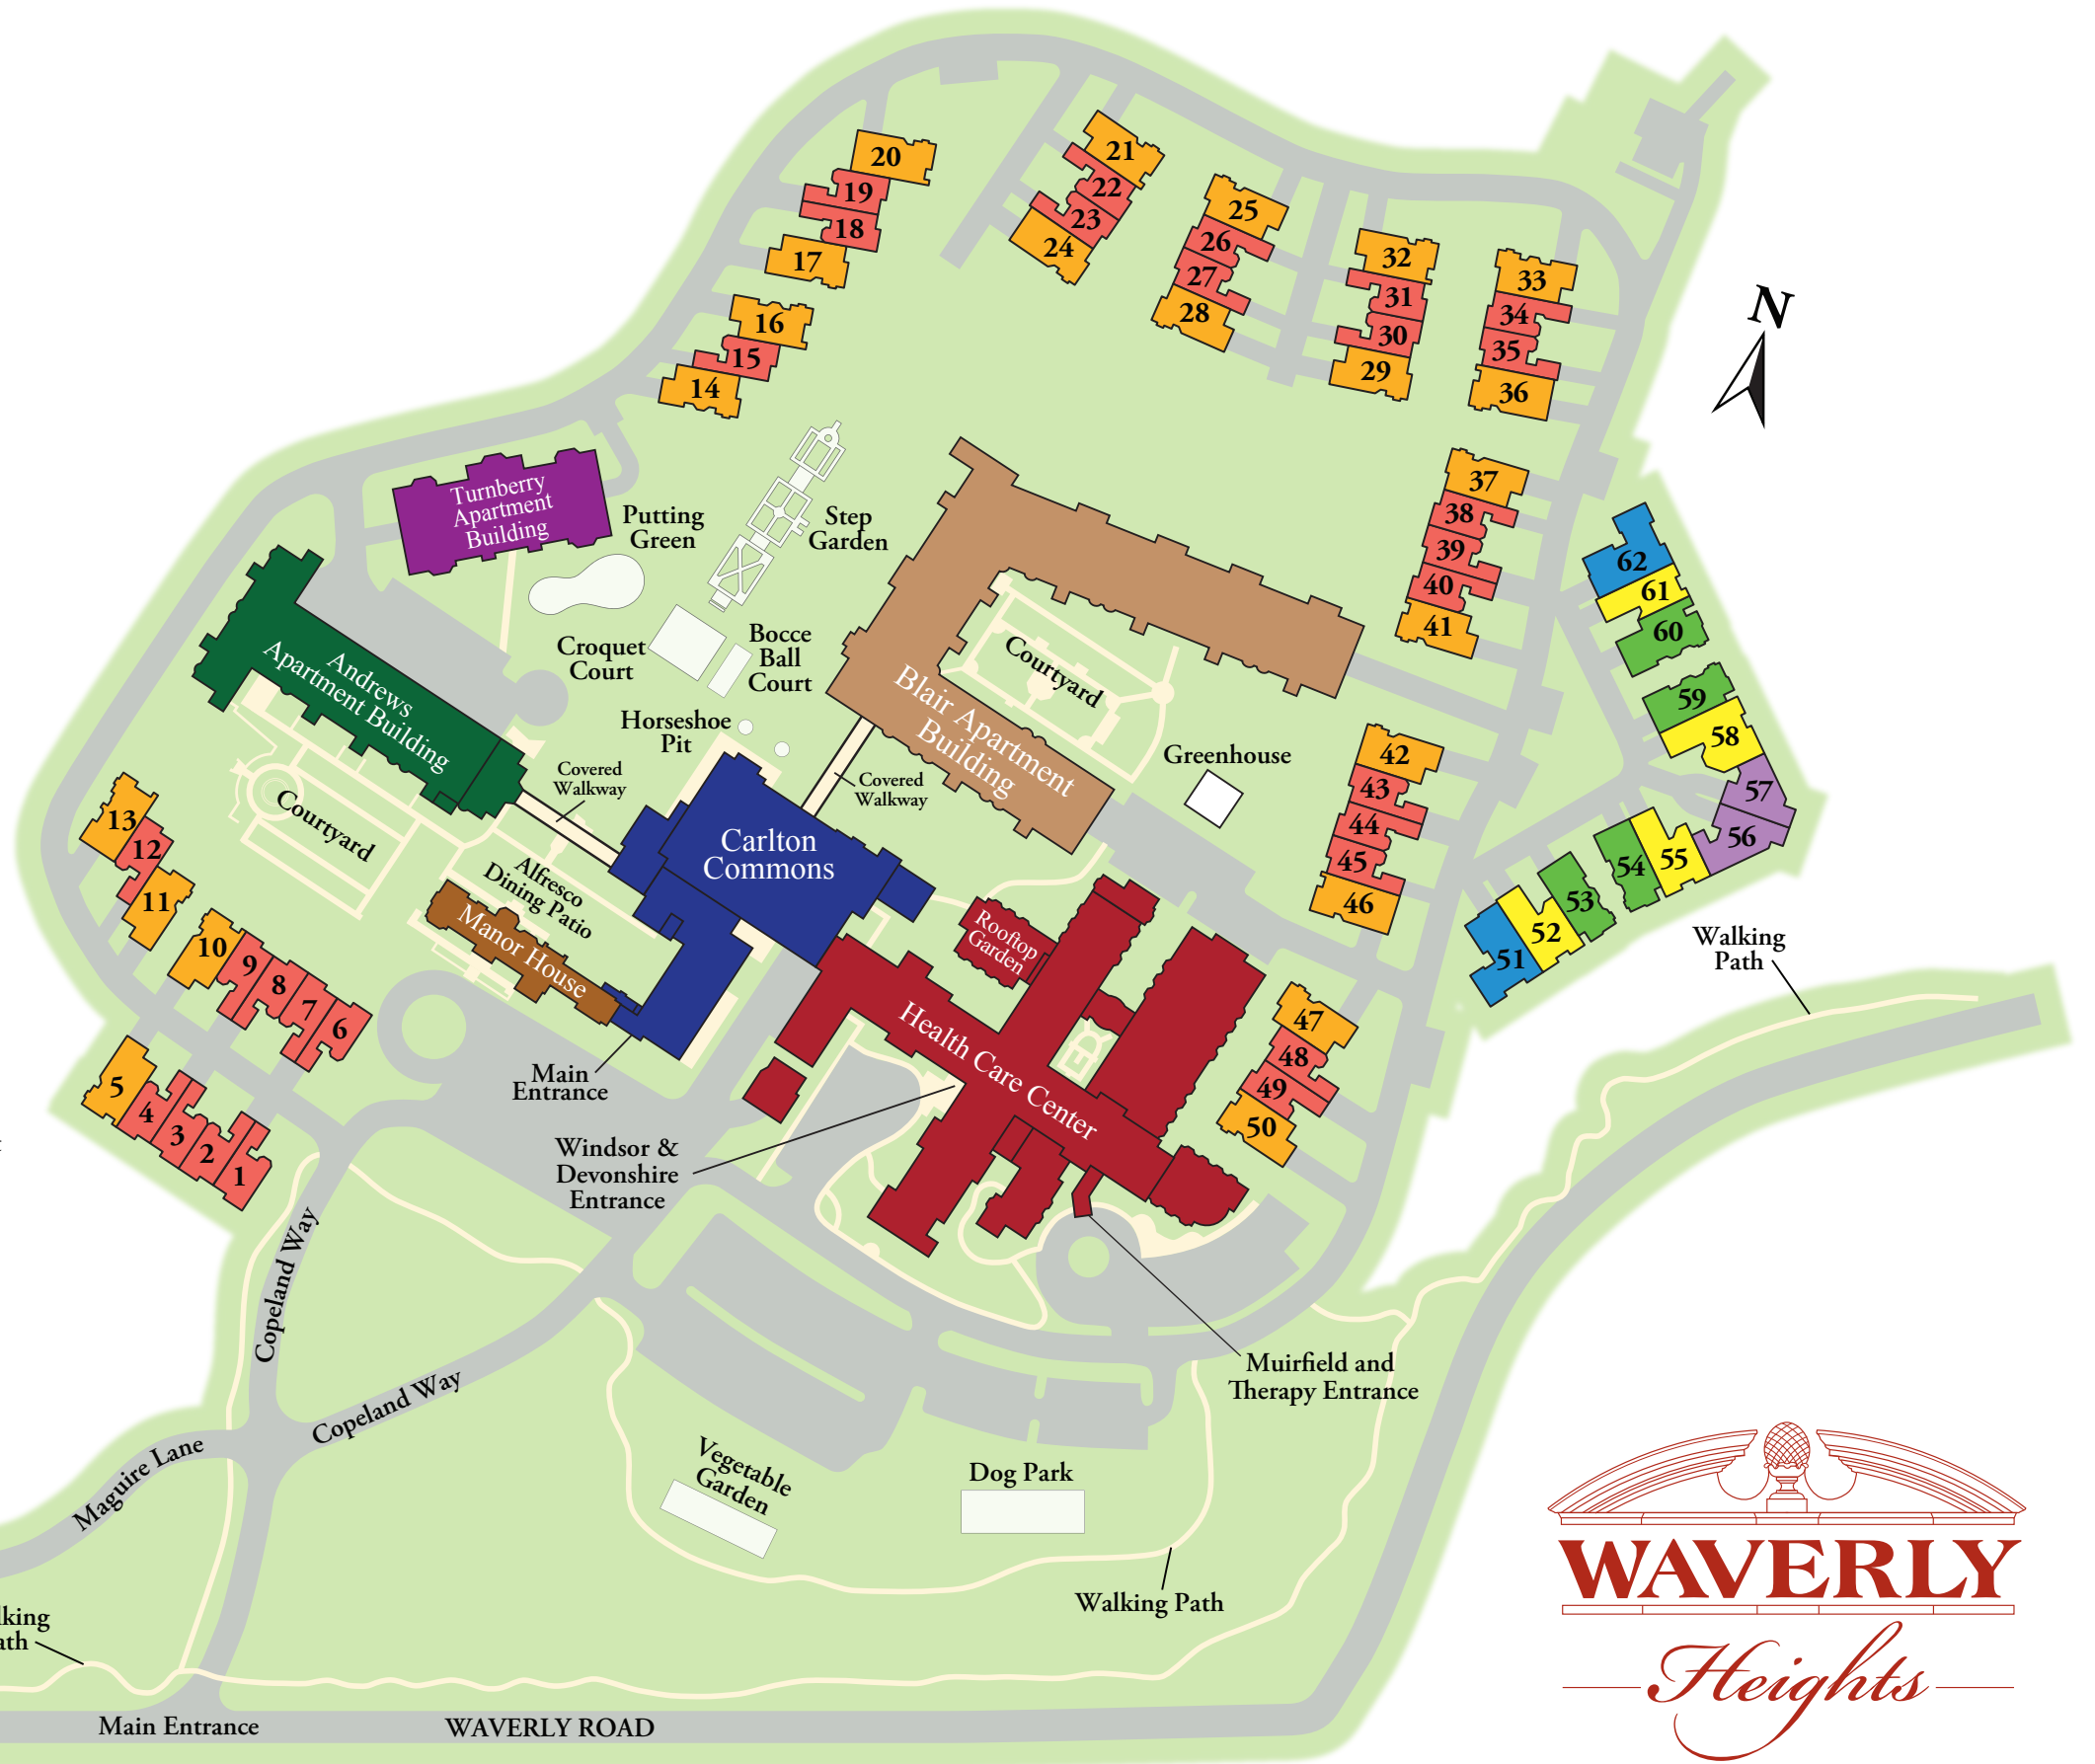 20
19
18
17
16
15
14
21
22
23
24
25
26
27
28
32
31
30
29
33
34
35
36
N
37
38
39
40
41
62
61
60
59
58
57
56
55
54
53
52
51
42
43
44
45
46
47
48
49
50
Turnberry
Apartment
Building
Putting
Green
Step
Garden
Croquet
Court
Bocce
Ball
Court
Horseshoe
Pit
Andrews
Apartment Building
Courtyard
Covered
Walkway
Blair Apartment
Building
Courtyard
Covered
Walkway
Greenhouse
Carlton
Commons
Alfresco
Dining Patio
Manor House
Rooftop
Garden
Health Care Center
13
12
11
10
9
8
7
6
5
4
3
2
1
Main
Entrance
Windsor &
Devonshire
Entrance
Muirfield and
Therapy Entrance
Walking
Path
Copeland Way
Copeland Way
Maguire Lane
Vegetable
Garden
Dog Park
Walking Path
lking
ath
Main Entrance
WAVERLY ROAD
WAVERLY
Heights